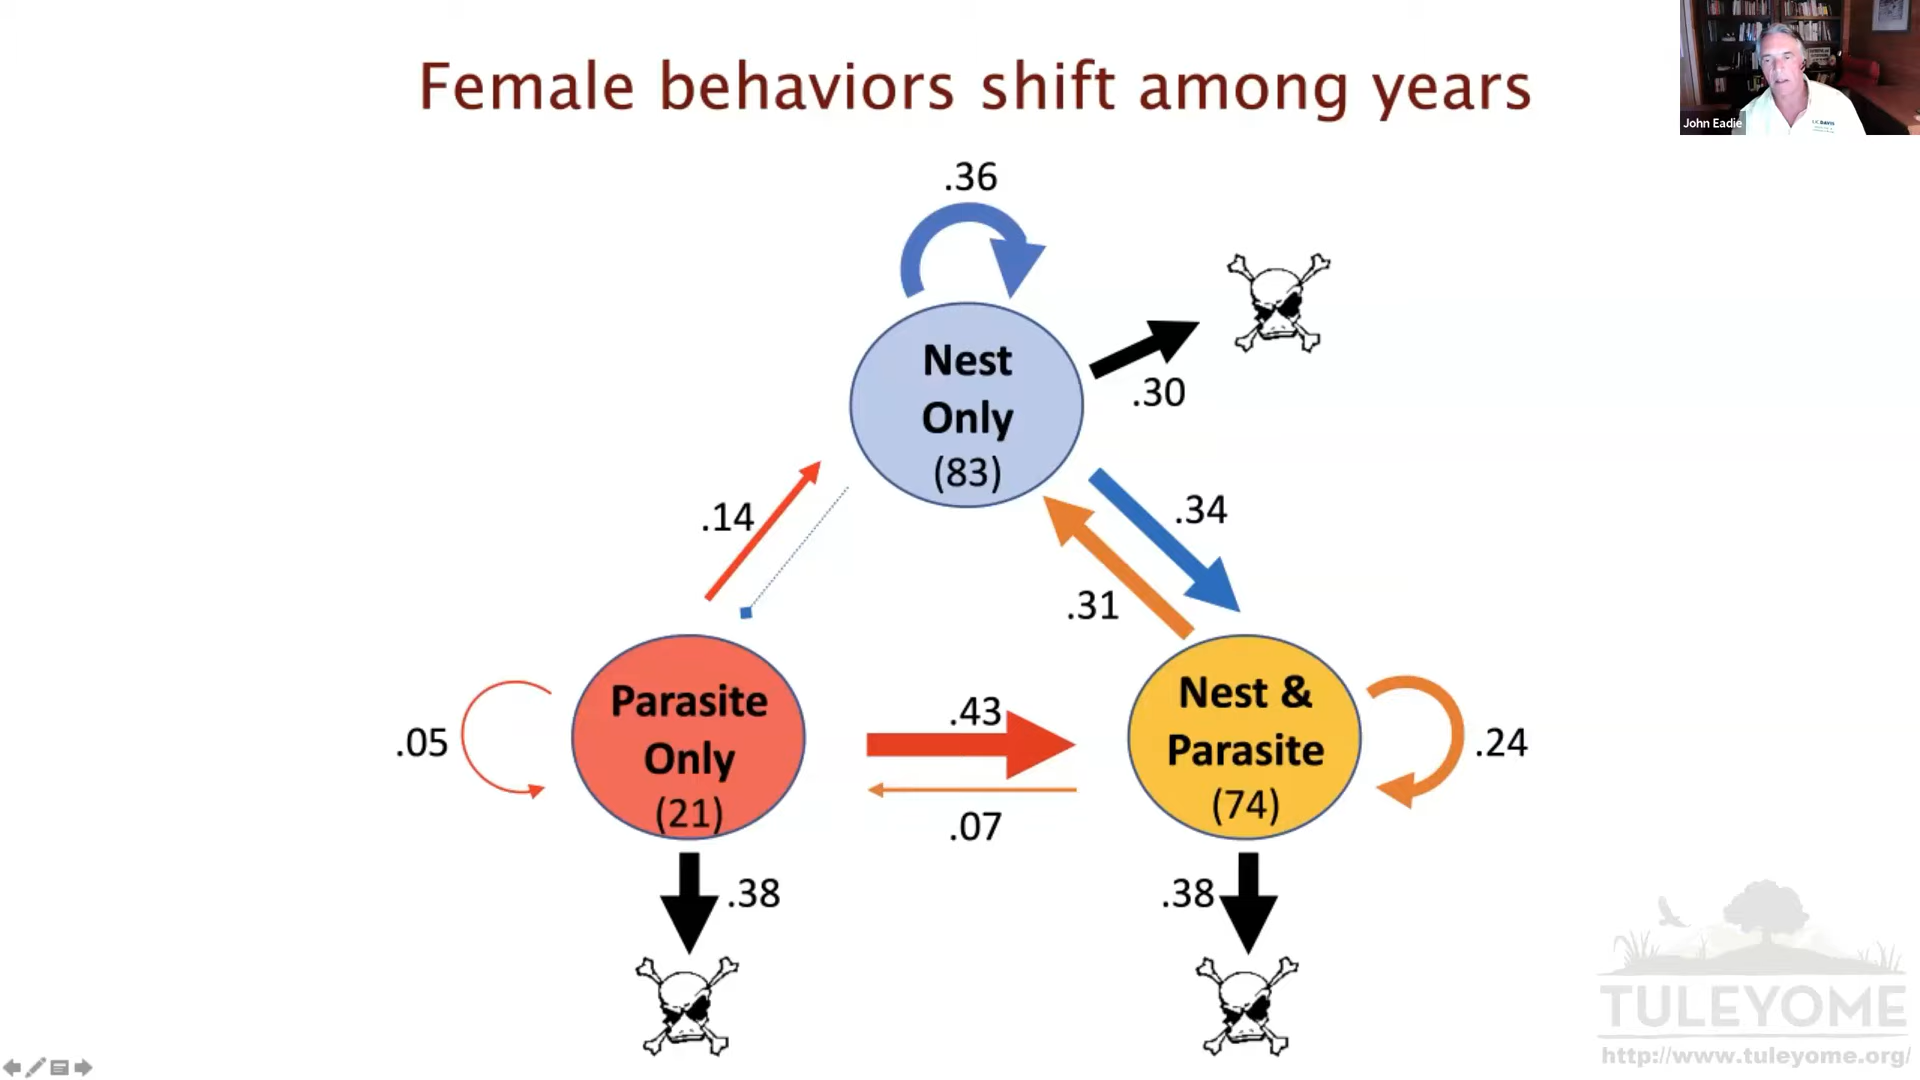 Female behaviors shift among years
John Eadie
.36
Nest
Only
(83)
.30
.14
.34
.31
Parasite
Only
(21)
.05
.43
.07
Nest &
Parasite
(74)
.24
.38
.38
TULEYOME
http://www.tuleyome.org/